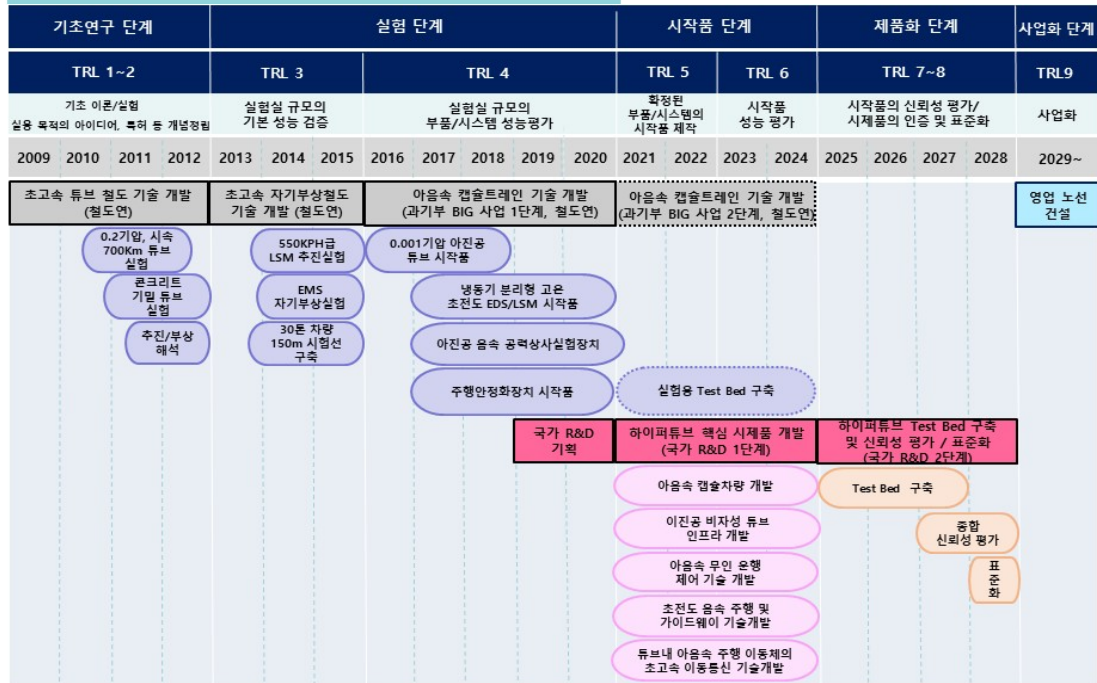 기초연구 단계
실험 단계
시작품 단계
제품화 단계
사업화 단계
TRL 1~2
TRL 3
TRL 4
TRL 5
TRL 6
TRL 7~8
TRL9
기초 이론/실험
실용 목적의 아이디어, 특허 등 개념정립
실험실 규모의
기본 성능 검증
실험실 규모의
부품/시스템 성능평가
확정된
부품/시스템의
시작품 제작
시작품
성능 평가
시작품의 신뢰성 평가/
시제품의 인증 및 표준화
사업화
2009 2010 2011 2012 2013 2014 2015 2016 2017 2018 2019 2020 2021 2022 2023 2024 2025 2026 2027 2028 2029~
초고속 튜브 철도 기술 개발
(철도연)
초고속 자기부상철도
기술 개발 (철도연)
아음속 캡슐트레인 기술 개발
(과기부 BIG 사업 1단계, 철도연)
아음속 캡슐트레인 기술 개발
(과기부 BIG 사업 2단계, 철도연)
영업 노선
건설
0.2기압, 시속
700Km 튜브
실험
550KPH급
LSM 추진실험
0.001기압 아진공
튜브 시작품
콘크리트
기밀 튜브
실험
EMS
자기부상실험
냉동기 분리형 고온
초전도 EDS/LSM 시작품
추진/부상
해석
30톤 차량
150m 시험선
구축
아진공 음속 공력상사실험장치
주행안정화장치 시작품
실험용 Test Bed 구축
국가 R&D
기획
하이퍼튜브 핵심 시제품 개발
(국가 R&D 1단계)
하이퍼튜브 Test Bed 구축
및 신뢰성 평가 / 표준화
(국가 R&D 2단계)
아음속 캡슐차량 개발
Test Bed 구축
이진공 비자성 튜브
인프라 개발
종합
신뢰성 평가
아음속 무인 운행
제어 기술 개발
표
준
화
초전도 음속 주행 및
가이드웨이 기술개발
튜브내 아음속 주행 이동체의
초고속 이동통신 기술개발